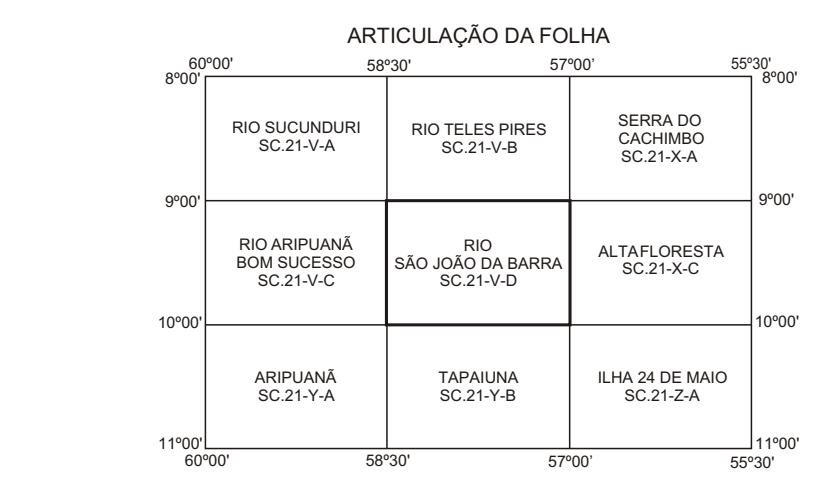 ARTICULAÇÃO DA FOLHA
60º00'
58º30'
57º00'
55º30'
8º00'
8º00'
RIO SUCUNDURI
SC.21-V-A
RIO TELES PIRES
SC.21-V-B
SERRA DO
CACHIMBO
SC.21-X-A
9º00'
9º00'
RIO ARIPUANÃ
BOM SUCESSO
SC.21-V-C
RIO
SÃO JOÃO DA BARRA
SC.21-V-D
ALTAFLORESTA
SC.21-X-C
10º00'
10º00'
ARIPUANÃ
SC.21-Y-A
TAPAIUNA
SC.21-Y-B
ILHA 24 DE MAIO
SC.21-Z-A
11º00'
11º00'
60º00'
58º30'
57º00’
55º30'